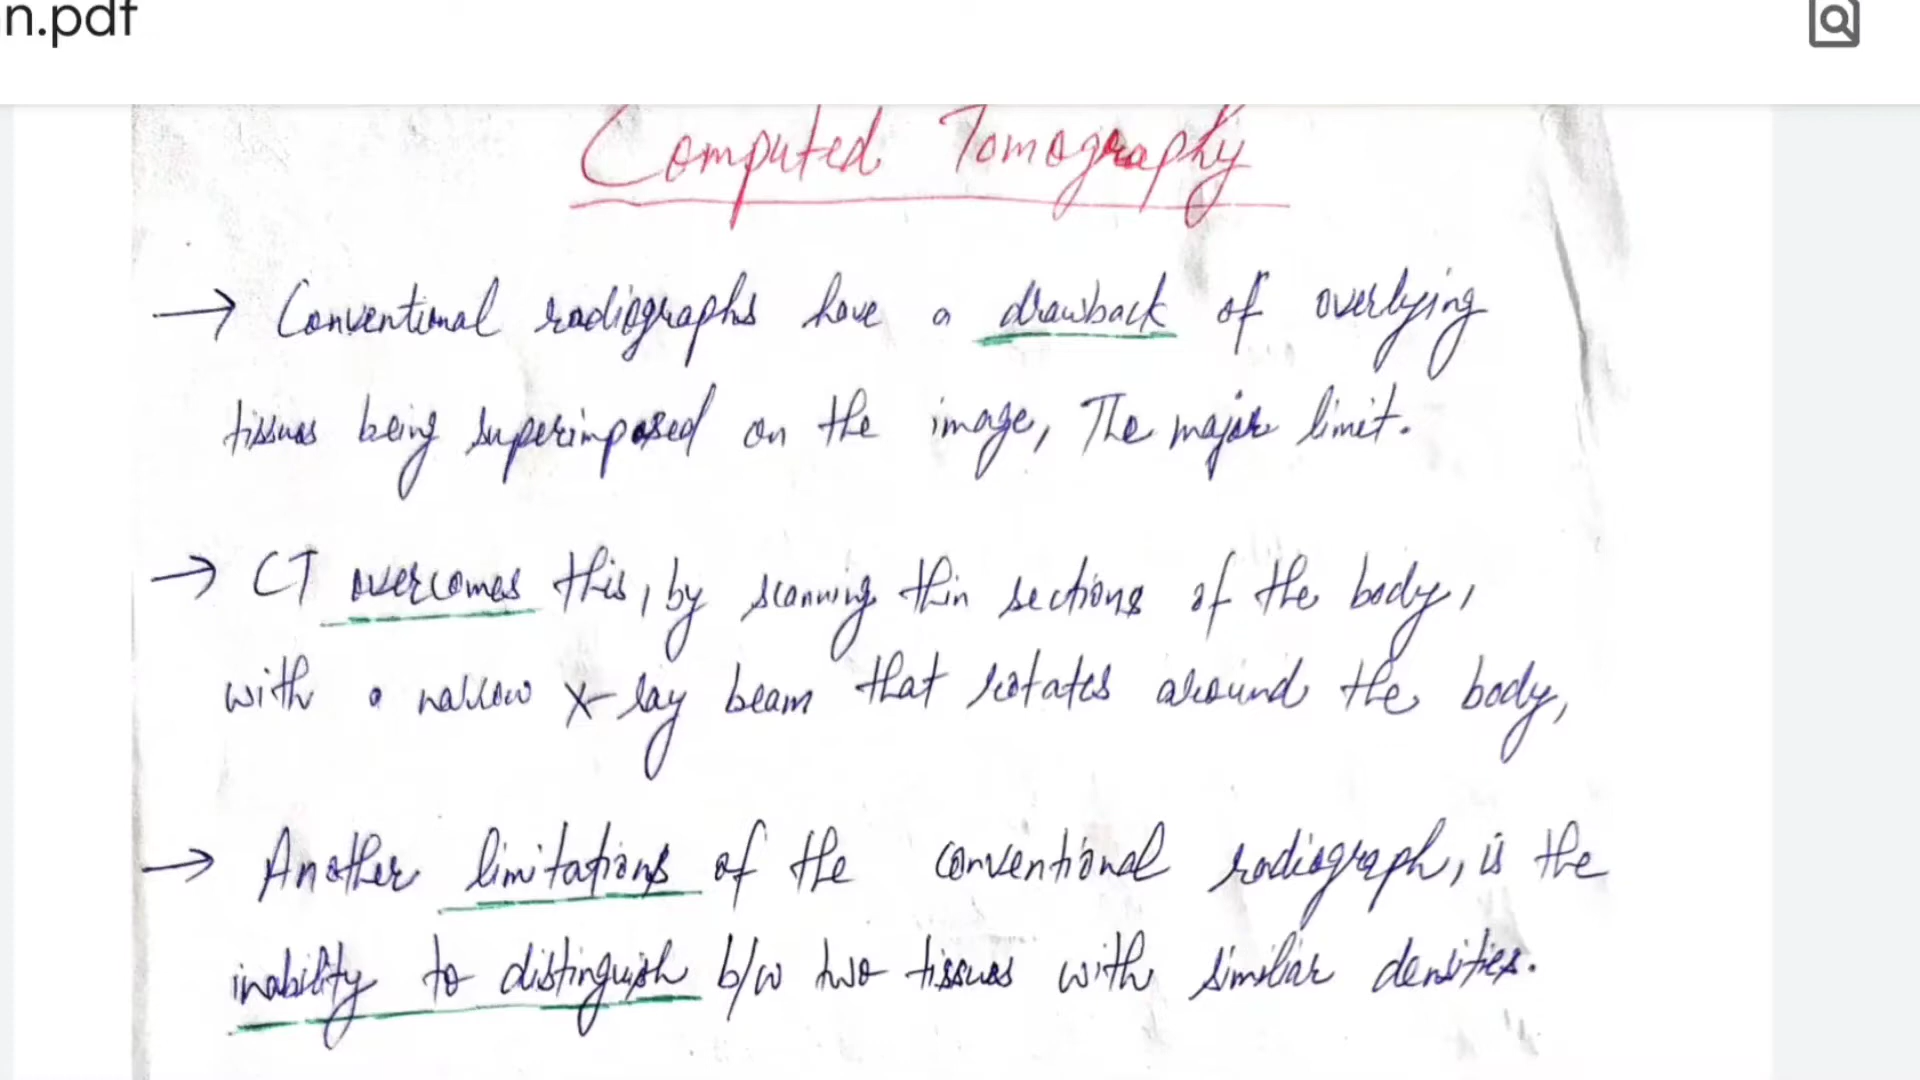 n.pdf
Computed Tomography
→ Conventional radiographs have a drawback of overlying
tissues being superimposed on the image, The major limit.
→ CT overcomes this, by scanning thin sections of the body,
with a narrow X-ray beam that rotates around the body,
→ Another limitations of the conventional radiograph, is the
inability to distinguish b/w two tissues with similiar densities.